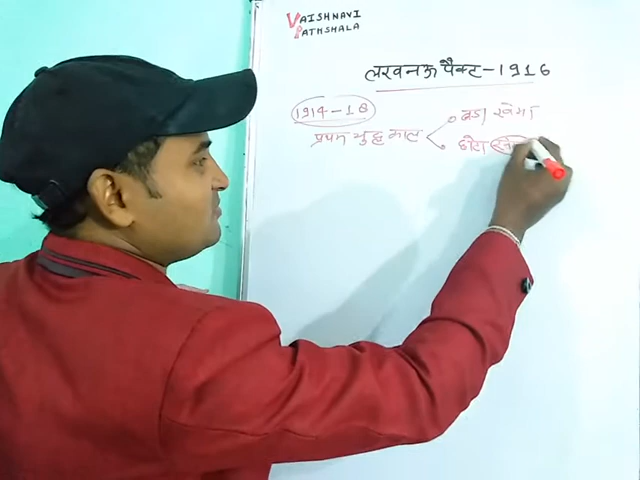 VAISHNAVI
PATHSHALA
लखनऊ पैक्ट-1916
1914-18
प्रथम युद्ध काल
बड़ा खेमा
छोटा